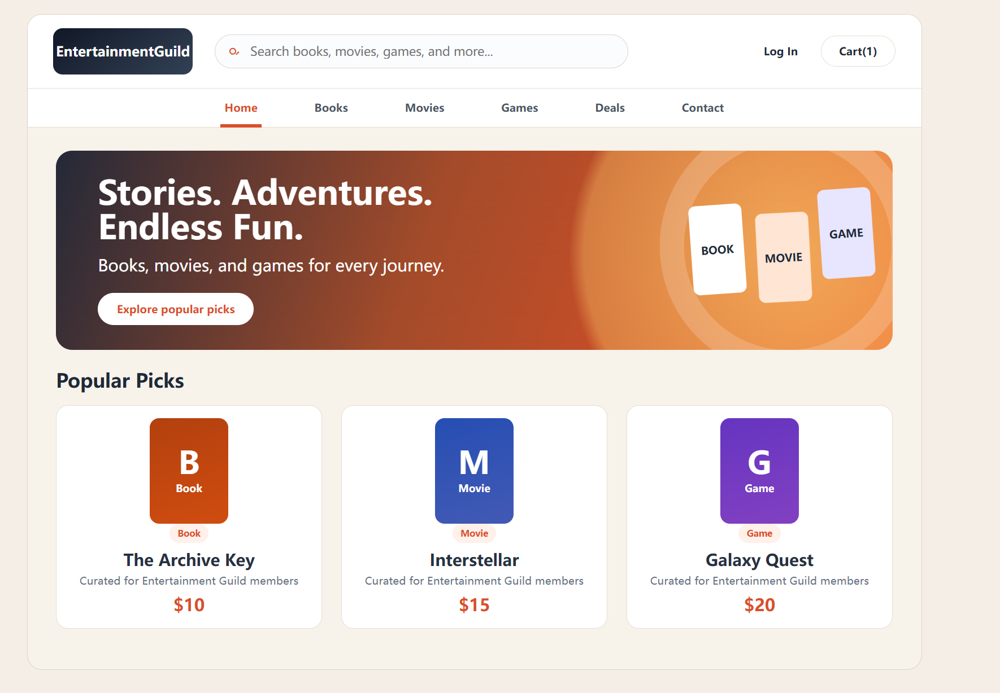 EntertainmentGuild
Search books, movies, games, and more...
Log In
Cart(1)
Home
Books
Movies
Games
Deals
Contact
Stories. Adventures.
Endless Fun.
Books, movies, and games for every journey.
Explore popular picks
BOOK
MOVIE
GAME
Popular Picks
B
Book
Book
The Archive Key
Curated for Entertainment Guild members
$10
M
Movie
Movie
Interstellar
Curated for Entertainment Guild members
$15
G
Game
Game
Galaxy Quest
Curated for Entertainment Guild members
$20